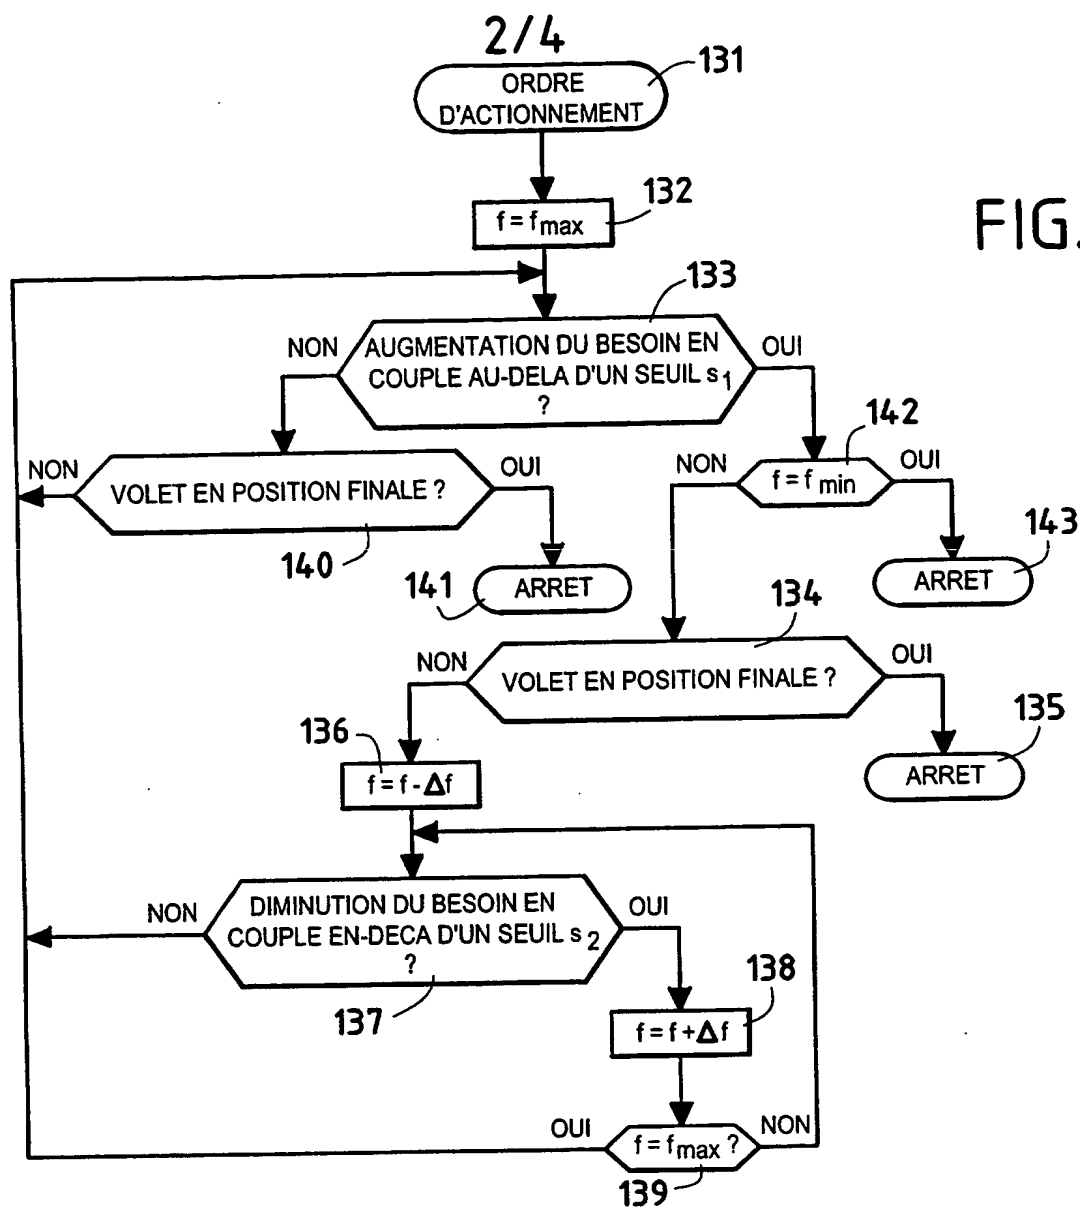 2/4
ORDRE
D'ACTIONNEMENT
131
f = fmax
132
FIG.
133
NON
AUGMENTATION DU BESOIN EN
COUPLE AU-DELA D'UN SEUIL s1
?
OUI
142
NON
VOLET EN POSITION FINALE ?
OUI
140
NON
f = fmin
OUI
141
ARRET
143
ARRET
134
NON
VOLET EN POSITION FINALE ?
OUI
135
ARRET
136
f = f - Δf
NON
DIMINUTION DU BESOIN EN
COUPLE EN-DECA D'UN SEUIL s2
?
OUI
137
138
f = f + Δf
OUI
f = fmax ?
NON
139